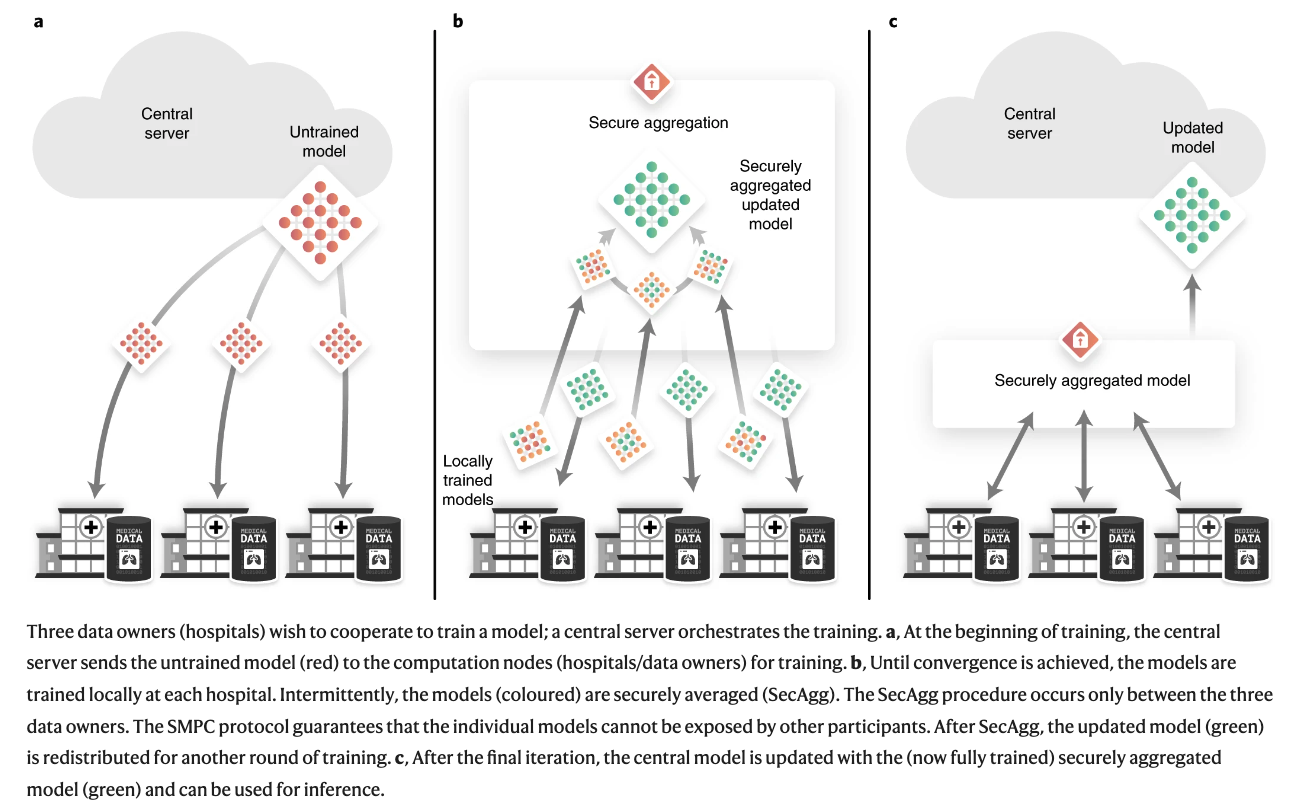 a
Central
server
Untrained
model
MEDICAL
DATA
MEDICAL
DATA
MEDICAL
DATA
b
Secure aggregation
Securely
aggregated
updated
model
Locally
trained
models
MEDICAL
DATA
MEDICAL
DATA
MEDICAL
DATA
c
Central
server
Updated
model
Securely aggregated model
MEDICAL
DATA
MEDICAL
DATA
MEDICAL
DATA
Three data owners (hospitals) wish to cooperate to train a model; a central server orchestrates the training. a, At the beginning of training, the central
server sends the untrained model (red) to the computation nodes (hospitals/data owners) for training. b, Until convergence is achieved, the models are
trained locally at each hospital. Intermittently, the models (coloured) are securely averaged (SecAgg). The SecAgg procedure occurs only between the three
data owners. The SMPC protocol guarantees that the individual models cannot be exposed by other participants. After SecAgg, the updated model (green)
is redistributed for another round of training. c, After the final iteration, the central model is updated with the (now fully trained) securely aggregated
model (green) and can be used for inference.